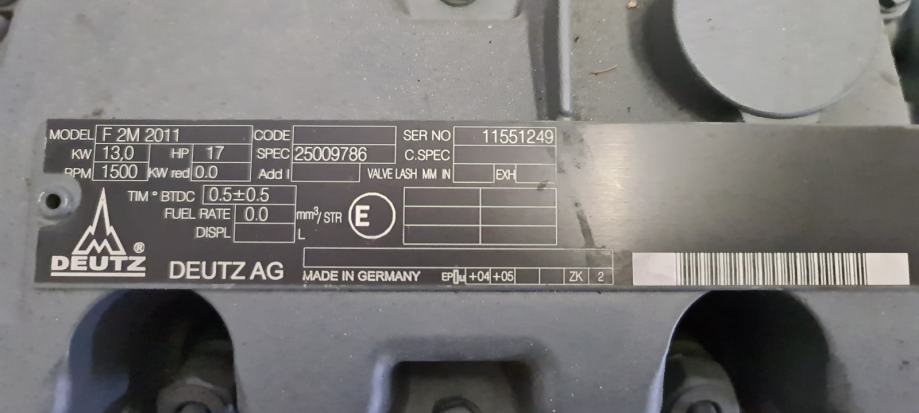 MODEL F 2M 2011 CODE SER NO 11551249
KW 13,0 HP 17 SPEC 25009786 C.SPEC
RPM 1500 KW red 0.0 Add I VALVE LASH MM IN EXH
TIM ° BTDC 0.5±0.5
FUEL RATE 0.0 mm³/STR E
DISPL L
DEUTZ ® DEUTZ AG MADE IN GERMANY +04 +05 ZK 2